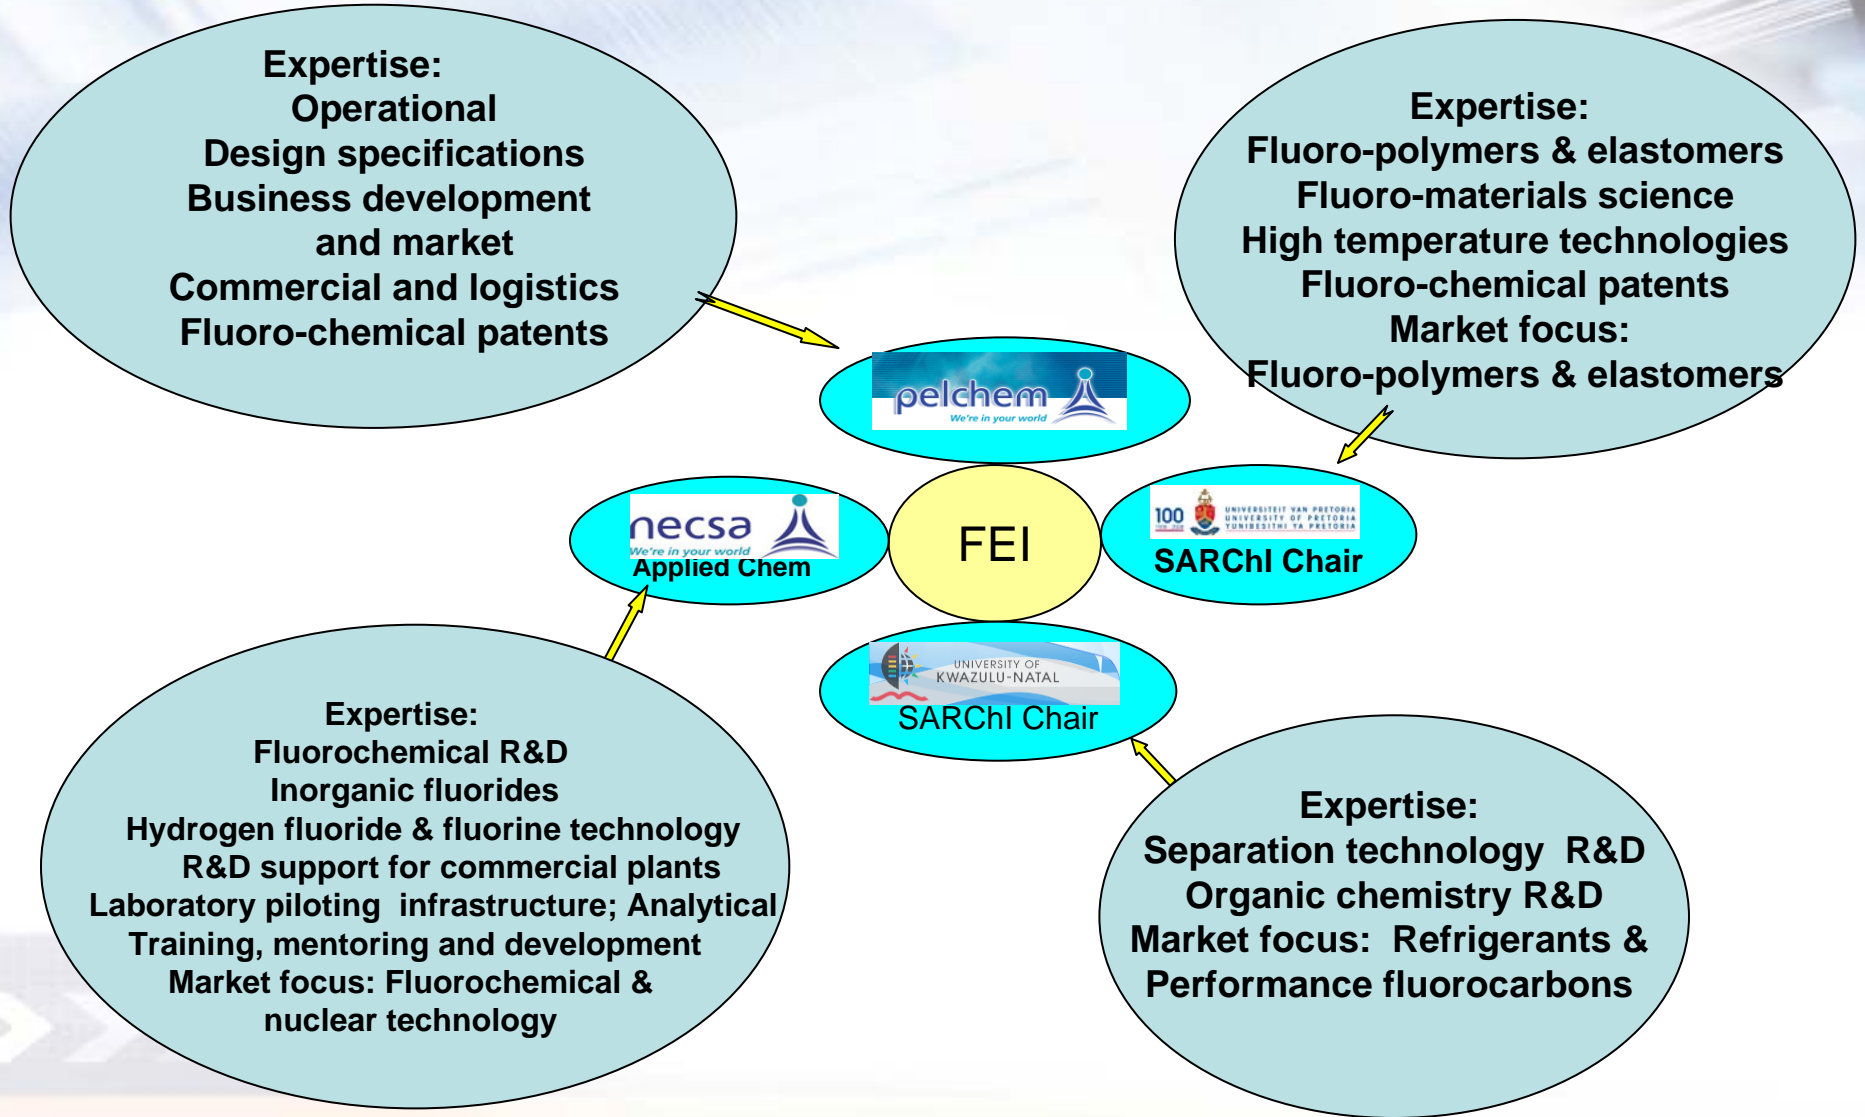 Expertise:
Operational
Design specifications
Business development
and market
Commercial and logistics
Fluoro-chemical patents
Expertise:
Fluoro-polymers & elastomers
Fluoro-materials science
High temperature technologies
Fluoro-chemical patents
Market focus:
Fluoro-polymers & elastomers
pelchem
We're in your world
necsa
We're in your world
Applied Chem
FEI
100
UNIVERSITEIT VAN PRETORIA
UNIVERSITY OF PRETORIA
YUNIBESITHI YA PRETORIA
SARChI Chair
UNIVERSITY OF
KWAZULU-NATAL
SARChI Chair
Expertise:
Fluorochemical R&D
Inorganic fluorides
Hydrogen fluoride & fluorine technology
R&D support for commercial plants
Laboratory piloting infrastructure; Analytical
Training, mentoring and development
Market focus: Fluorochemical &
nuclear technology
Expertise:
Separation technology R&D
Organic chemistry R&D
Market focus: Refrigerants &
Performance fluorocarbons